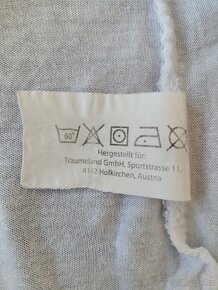 60°
Hergestellt für:
Träumeland GmbH, Sportstrasse 11,
4142 Hofkirchen, Austria